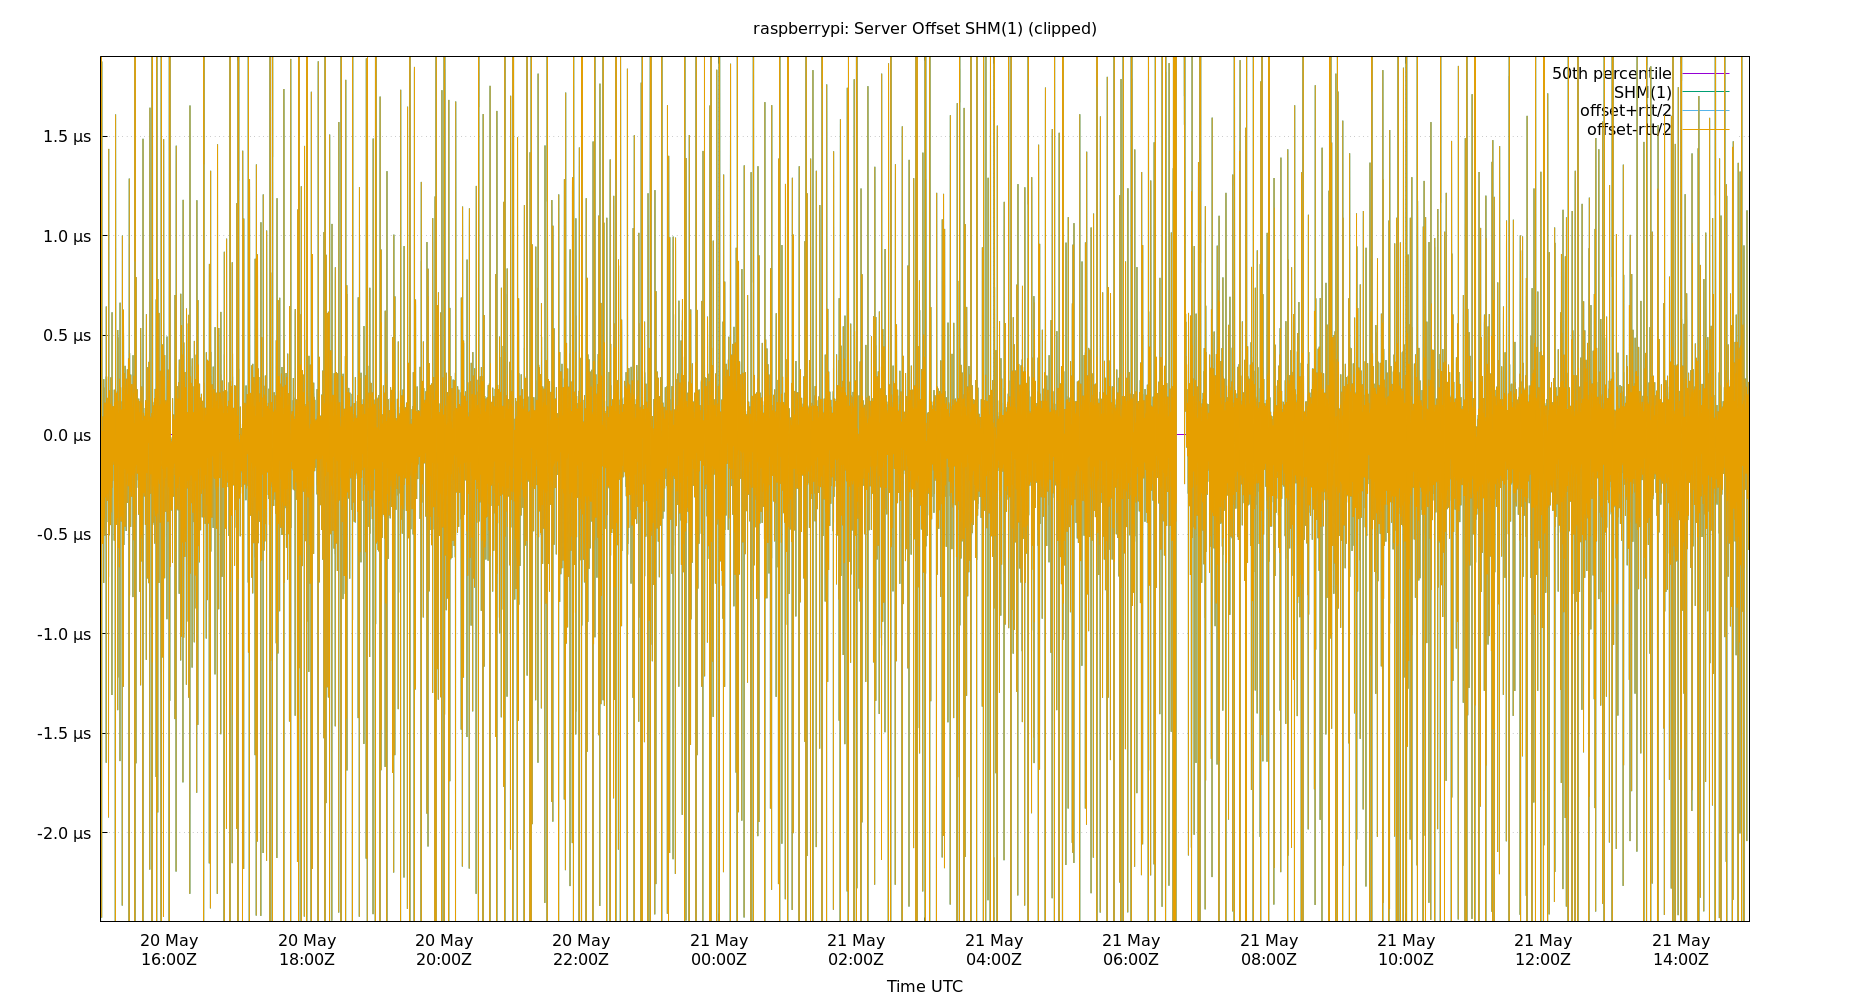 raspberrypi: Server Offset SHM(1) (clipped)
50th percentile
SHM(1)
offset+rtt/2
offset-rtt/2
1.5 µs
1.0 µs
0.5 µs
0.0 µs
-0.5 µs
-1.0 µs
-1.5 µs
-2.0 µs
20 May 20 May 20 May 20 May 21 May 21 May 21 May 21 May 21 May 21 May 21 May 21 May
16:00Z 18:00Z 20:00Z 22:00Z 00:00Z 02:00Z 04:00Z 06:00Z 08:00Z 10:00Z 12:00Z 14:00Z
Time UTC